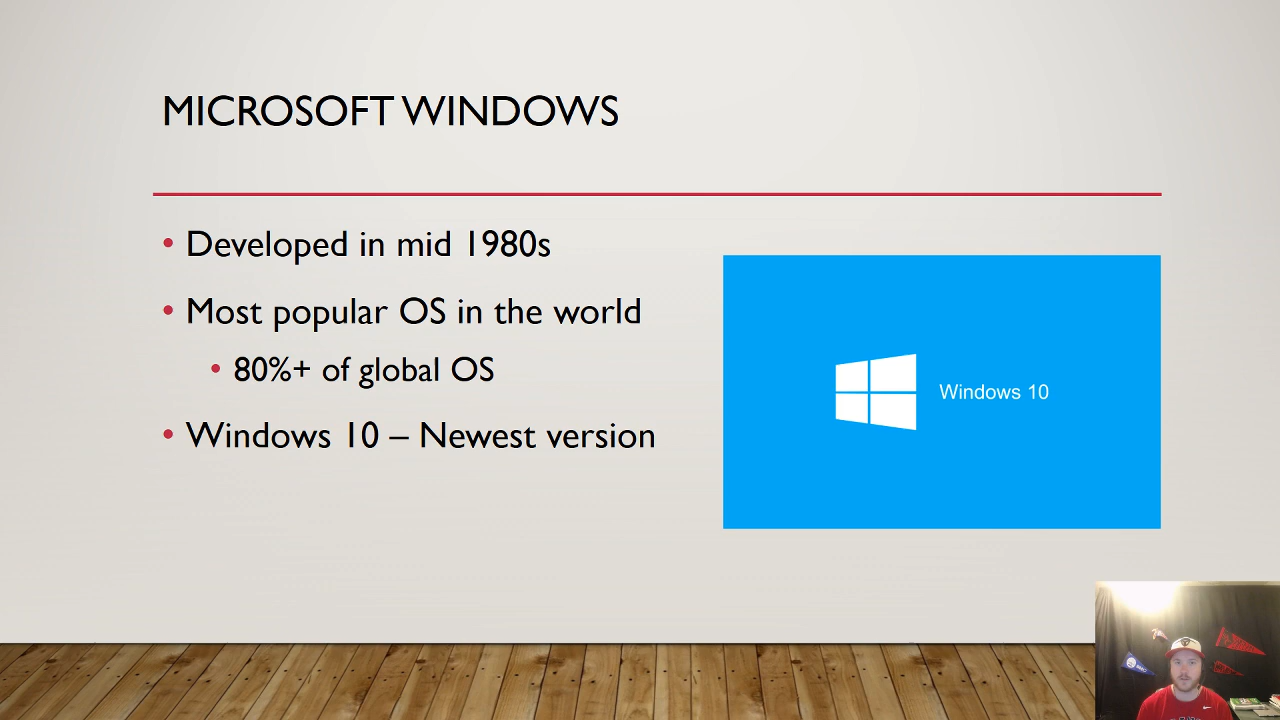 MICROSOFT WINDOWS
• Developed in mid 1980s
• Most popular OS in the world
• 80%+ of global OS
• Windows 10 – Newest version
Windows 10